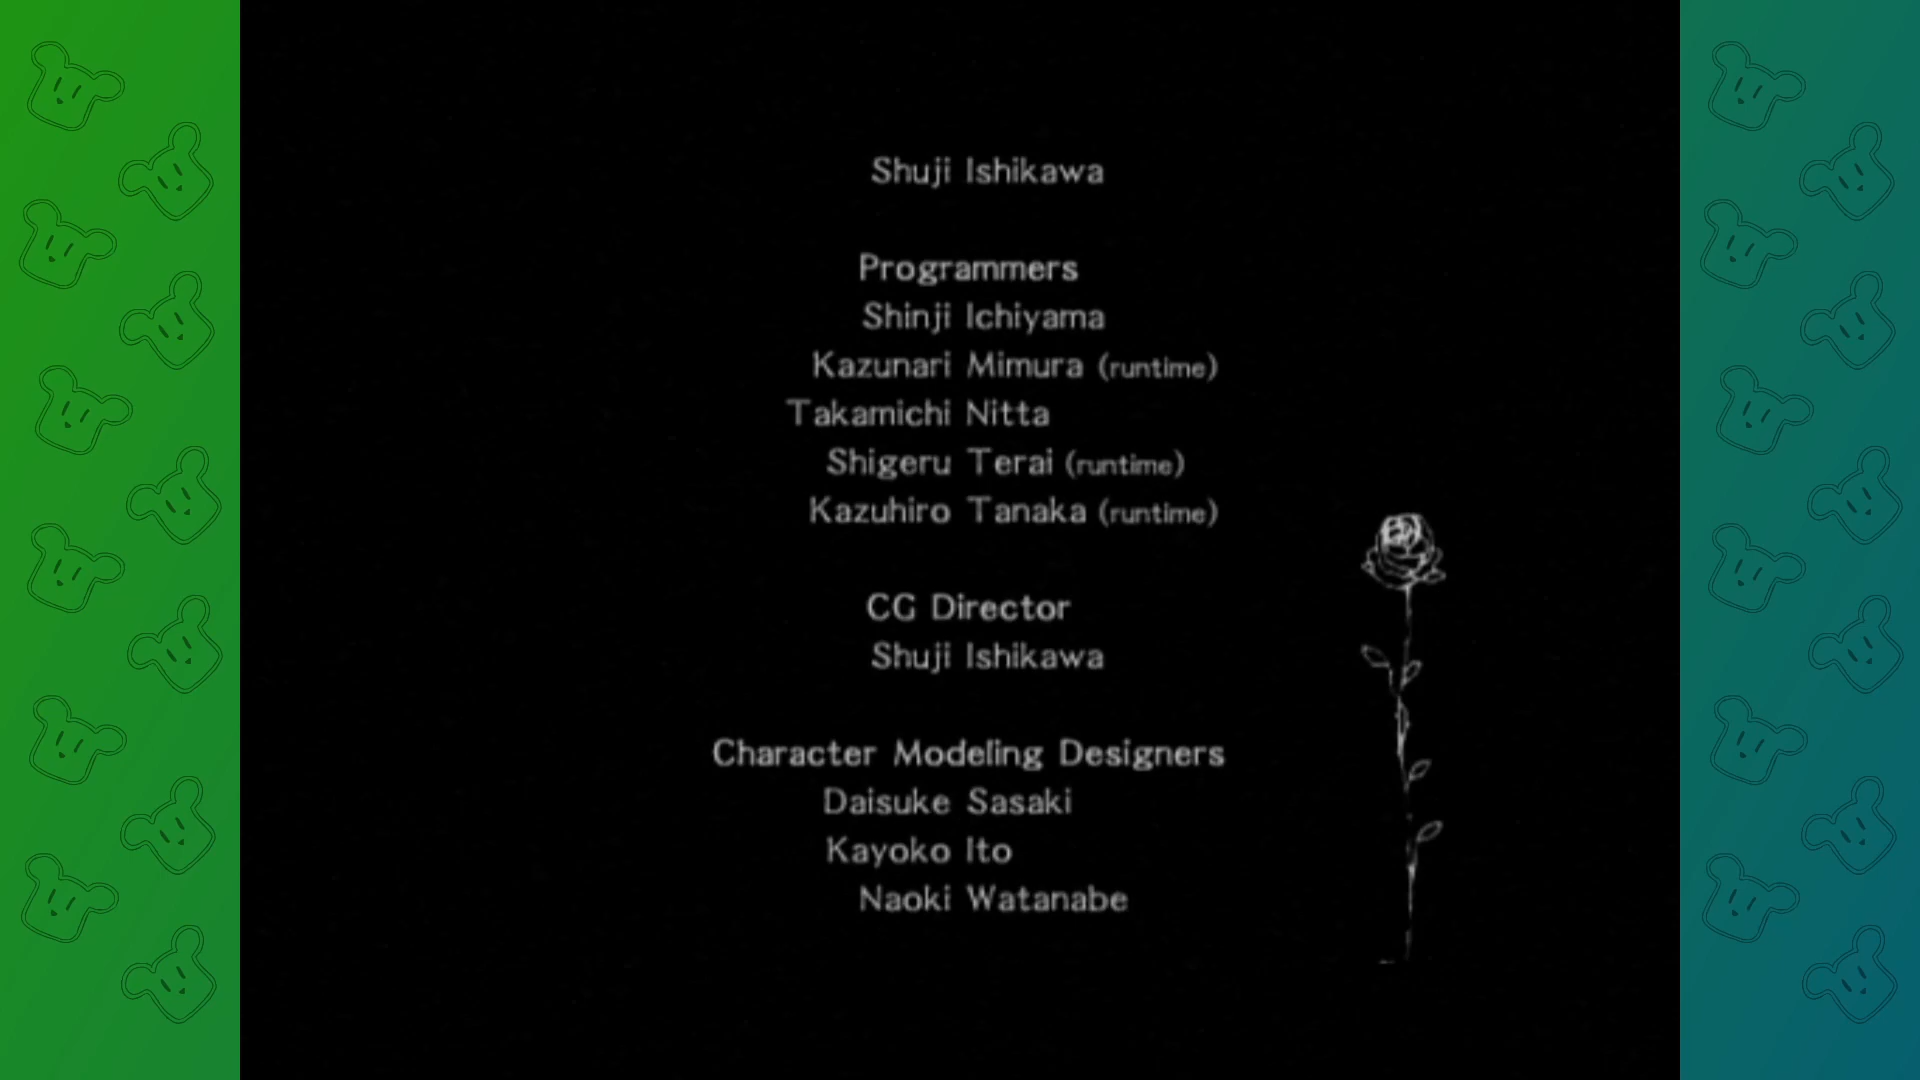 Shuji Ishikawa
Programmers
Shinji Ichiyama
Kazunari Mimura (runtime)
Takamichi Nitta
Shigeru Terai (runtime)
Kazuhiro Tanaka (runtime)
CG Director
Shuji Ishikawa
Character Modeling Designers
Daisuke Sasaki
Kayoko Ito
Naoki Watanabe